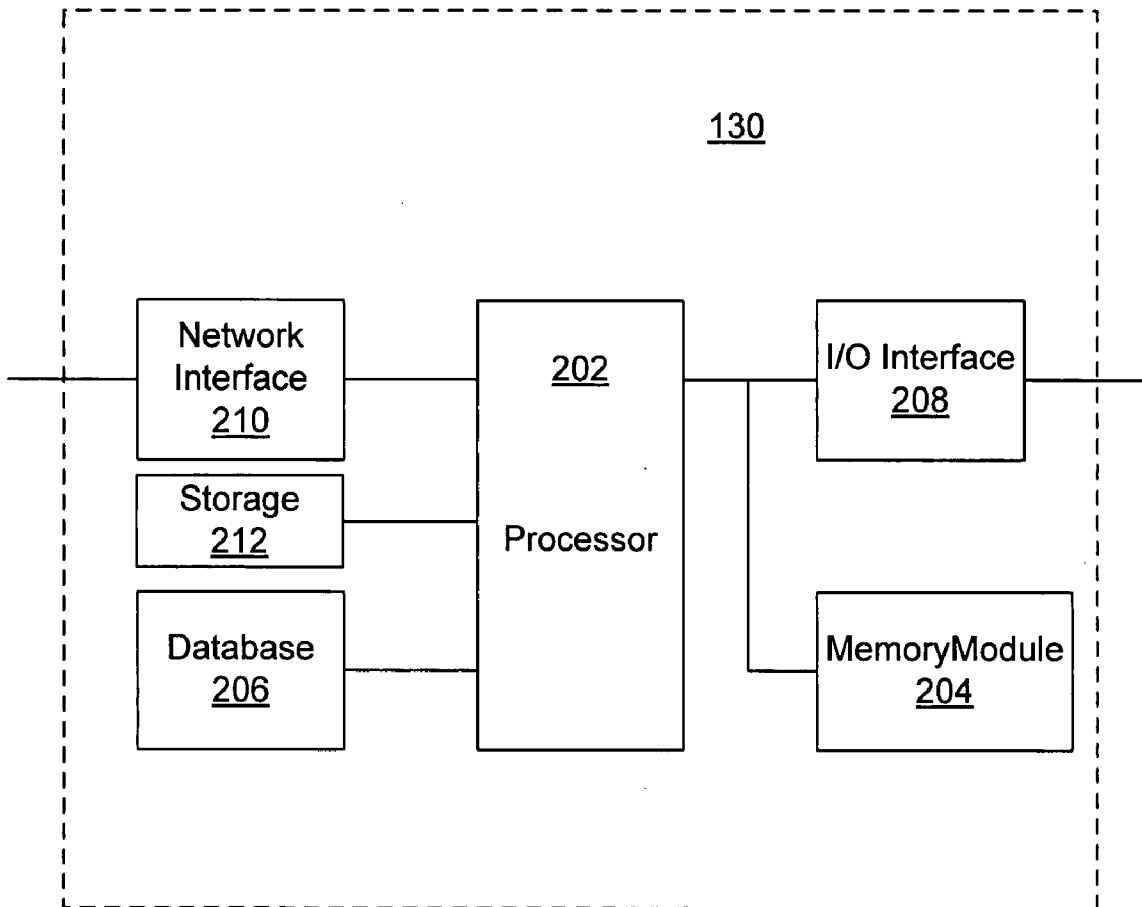 130
Network
Interface
210
Storage
212
Database
206
202
Processor
I/O Interface
208
MemoryModule
204